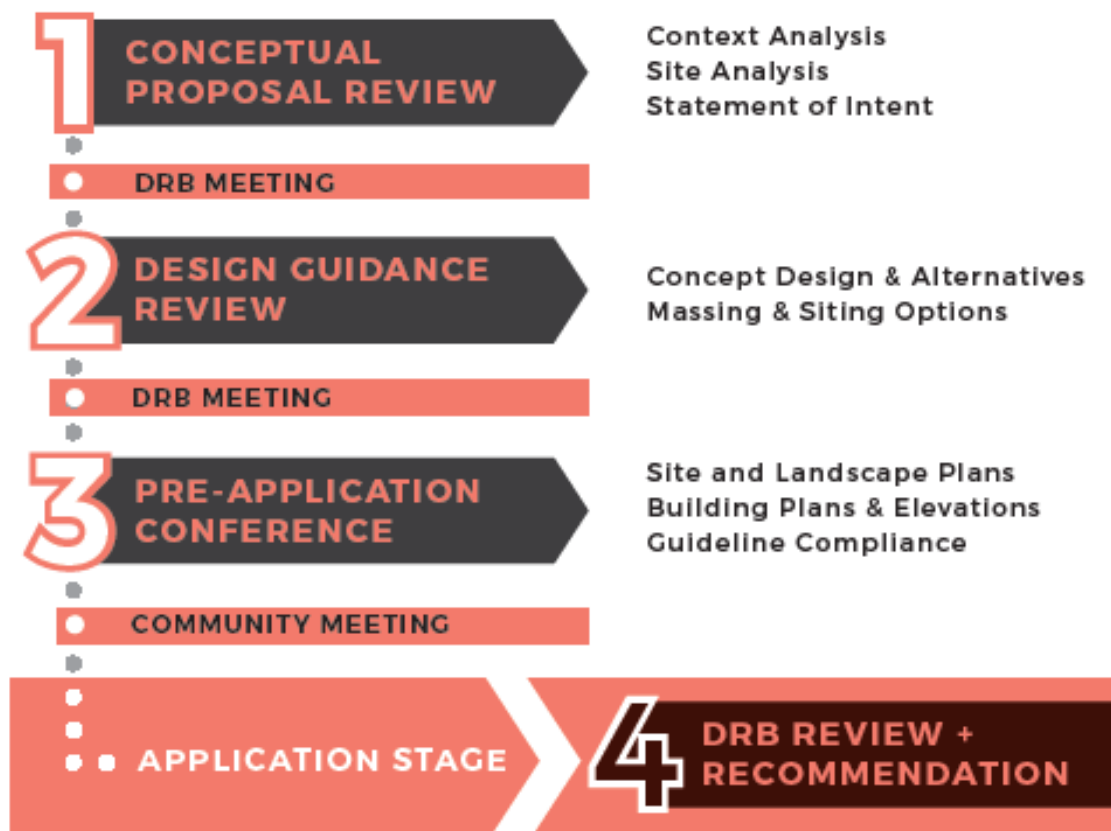 1
CONCEPTUAL
PROPOSAL REVIEW
Context Analysis
Site Analysis
Statement of Intent
DRB MEETING
2
DESIGN GUIDANCE
REVIEW
Concept Design & Alternatives
Massing & Siting Options
DRB MEETING
3
PRE-APPLICATION
CONFERENCE
Site and Landscape Plans
Building Plans & Elevations
Guideline Compliance
COMMUNITY MEETING
APPLICATION STAGE
4
DRB REVIEW +
RECOMMENDATION